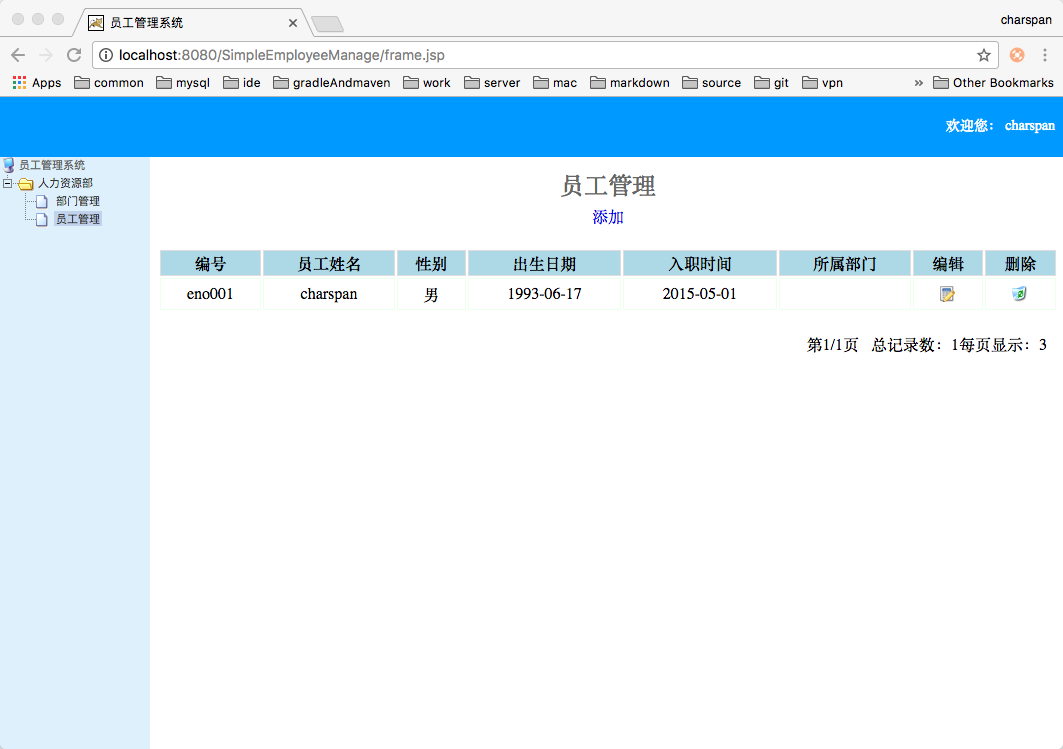 员工管理系统
charspan
localhost:8080/SimpleEmployeeManage/frame.jsp
Apps common mysql ide gradleAndmaven work server mac markdown source git vpn » Other Bookmarks
欢迎您： charspan
员工管理系统
人力资源部
部门管理
员工管理
员工管理
添加
编号 员工姓名 性别 出生日期 入职时间 所属部门 编辑 删除
eno001 charspan 男 1993-06-17 2015-05-01
第1/1页 总记录数：1每页显示：3